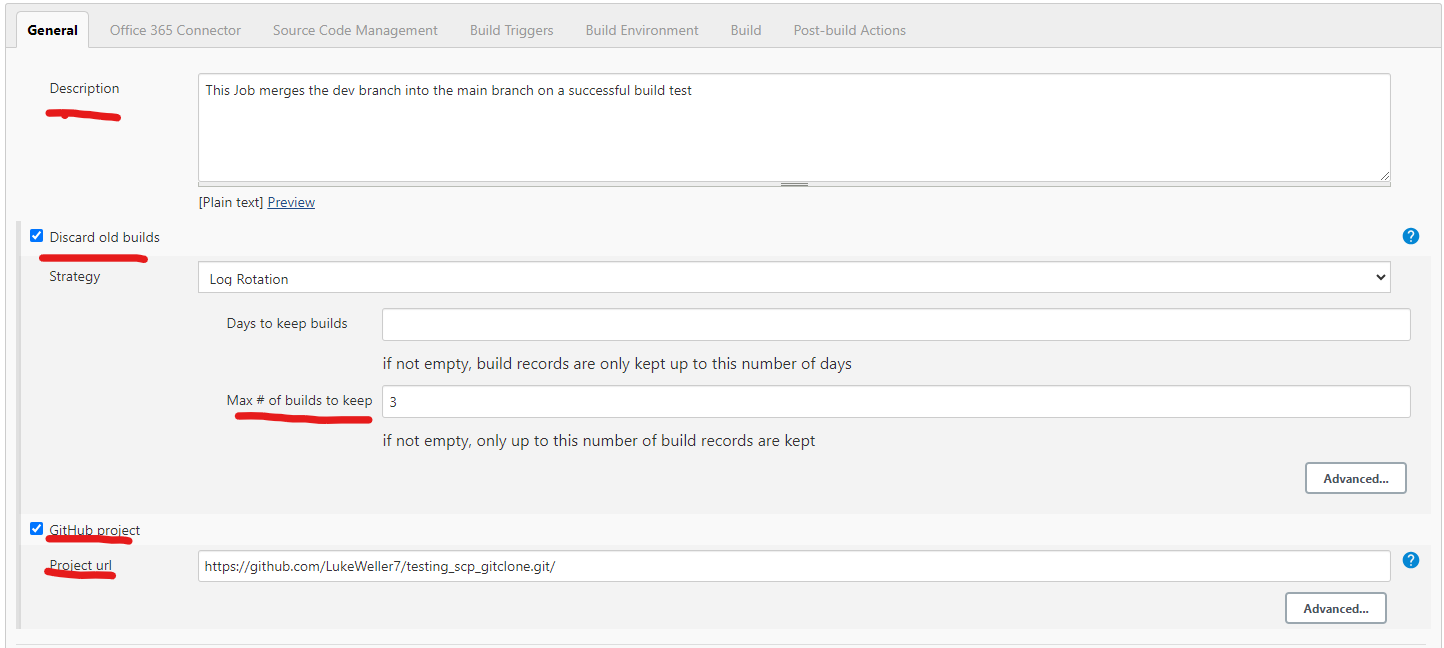 General Office 365 Connector Source Code Management Build Triggers Build Environment Build Post-build Actions
Description This Job merges the dev branch into the main branch on a successful build test
[Plain text] Preview
Discard old builds ?
Strategy Log Rotation
Days to keep builds
if not empty, build records are only kept up to this number of days
Max # of builds to keep 3
if not empty, only up to this number of build records are kept
Advanced...
GitHub project
Project url https://github.com/LukeWeller7/testing_scp_gitclone.git/ ?
Advanced...